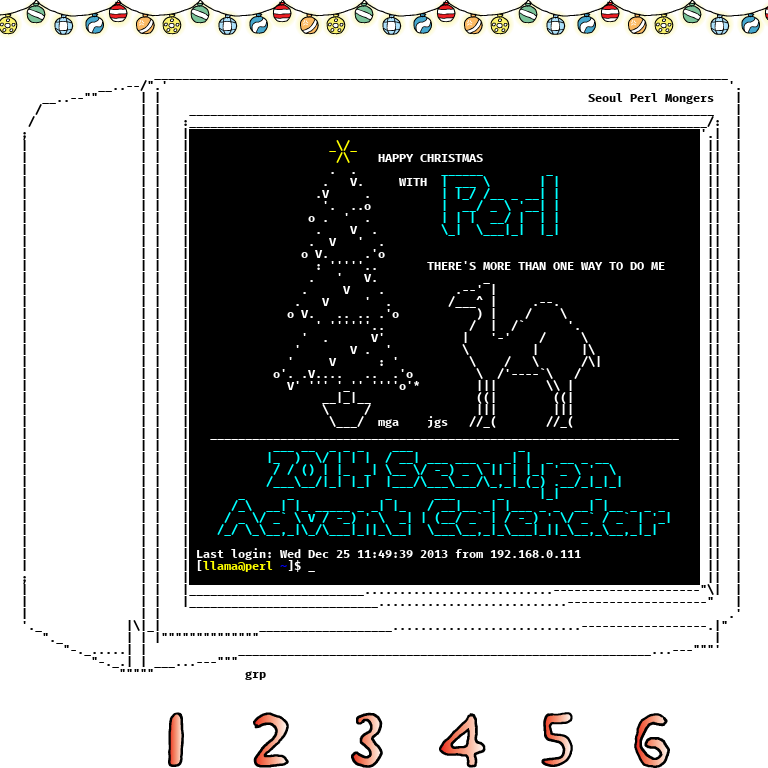 Seoul Perl Mongers
HAPPY CHRISTMAS
WITH Perl
THERE'S MORE THAN ONE WAY TO DO ME
mga jgs
2014 Seoul.pm
Advent Calendar
Last login: Wed Dec 25 11:49:39 2013 from 192.168.0.111
[llama@perl ~]$ _
grp
1 2 3 4 5 6